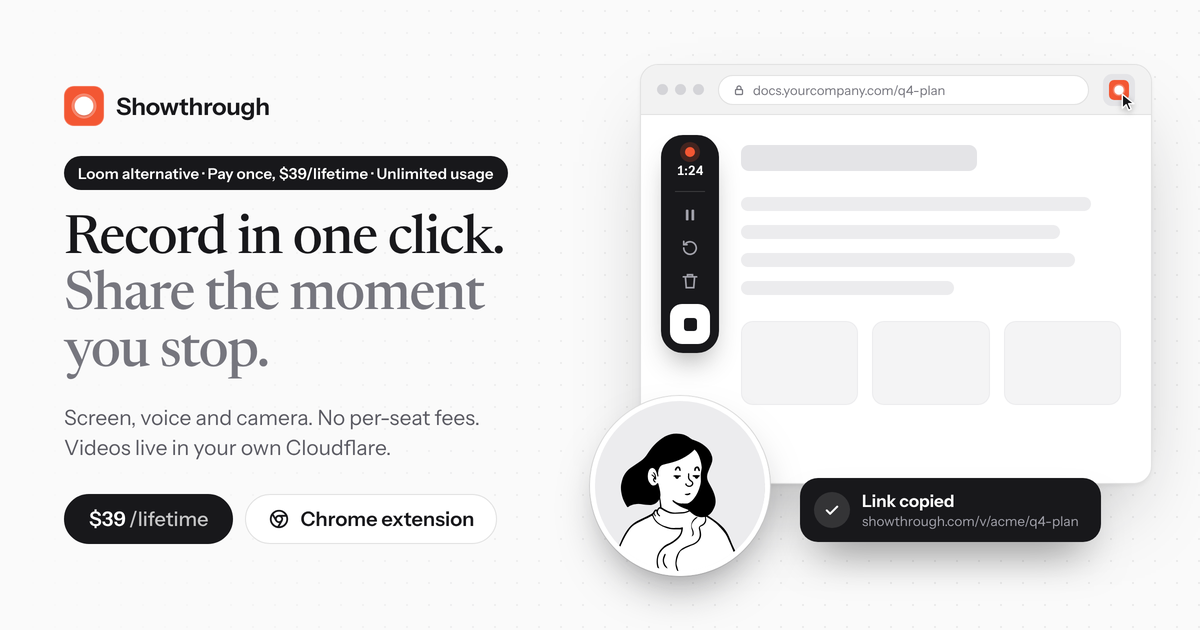 Showthrough
Loom alternative · Pay once, $39/lifetime · Unlimited usage
Record in one click.
Share the moment
you stop.
Screen, voice and camera. No per-seat fees.
Videos live in your own Cloudflare.
$39 /lifetime
Chrome extension
docs.yourcompany.com/q4-plan
1:24
Link copied
showthrough.com/v/acme/q4-plan